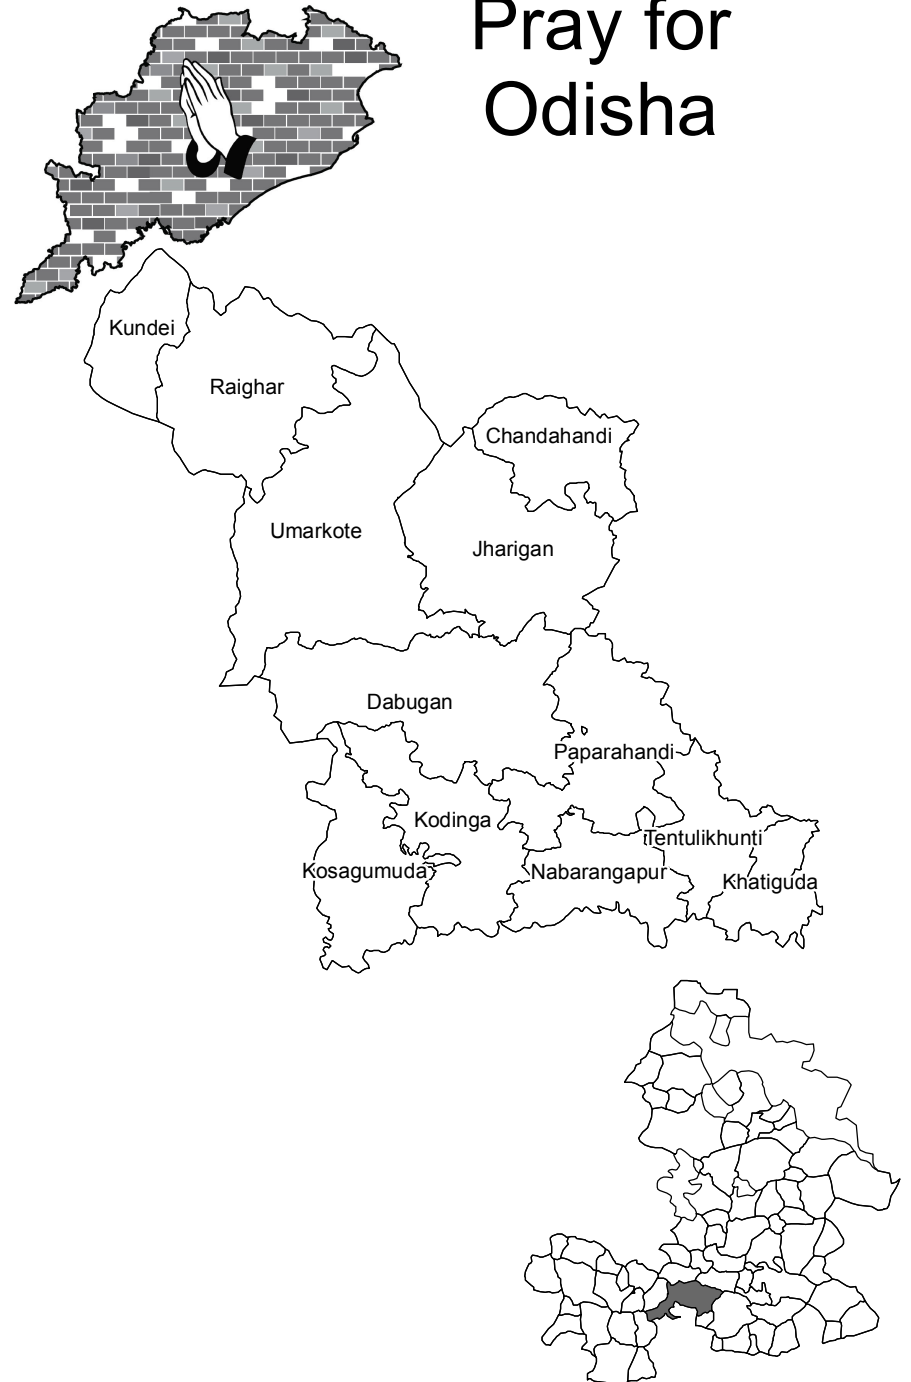 Pray for
Odisha
Kundei
Raighar
Chandahandi
Umarkote
Jharigan
Dabugan
Paparahandi
Kodinga
Tentulikhunti
Kosagumuda
Nabarangapur
Khatiguda